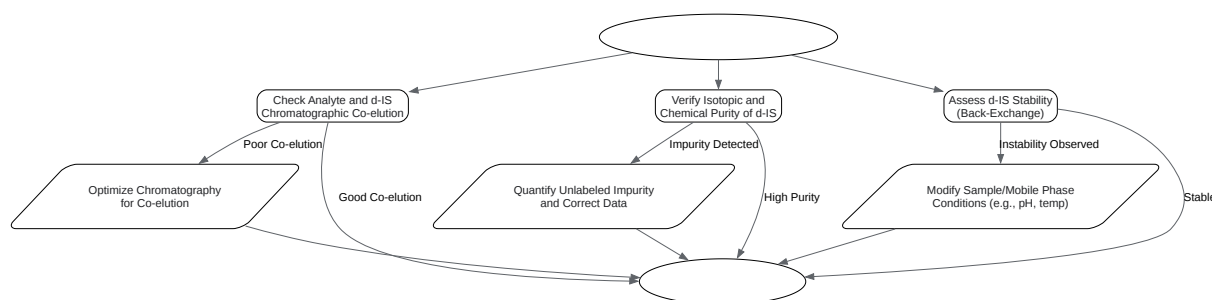 Check Analyte and d-IS
Chromatographic Co-elution
Verify Isotopic and
Chemical Purity of d-IS
Assess d-IS Stability
(Back-Exchange)
Poor Co-elution
Impurity Detected
Instability Observed
Optimize Chromatography
for Co-elution
Good Co-elution
Quantify Unlabeled Impurity
and Correct Data
High Purity
Modify Sample/Mobile Phase
Conditions (e.g., pH, temp)
Stable